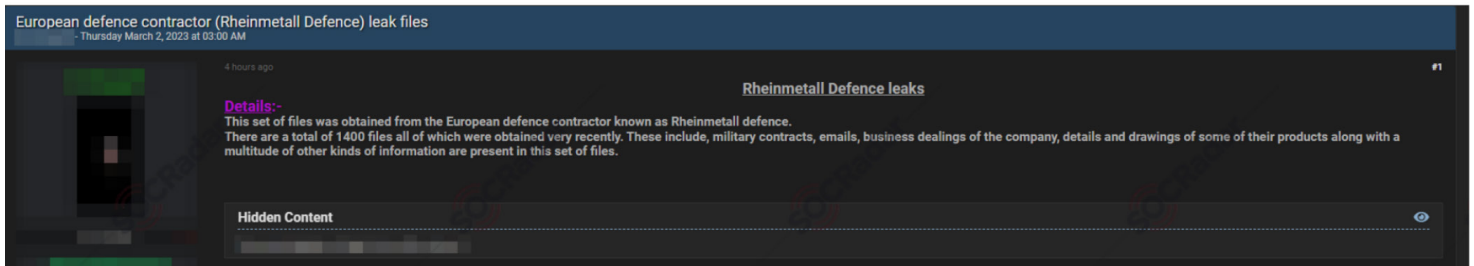 European defence contractor (Rheinmetall Defence) leak files
- Thursday March 2, 2023 at 03:00 AM
4 hours ago
#1
Rheinmetall Defence leaks
Details:-
This set of files was obtained from the European defence contractor known as Rheinmetall defence.
There are a total of 1400 files all of which were obtained very recently. These include, military contracts, emails, business dealings of the company, details and drawings of some of their products along with a
multitude of other kinds of information are present in this set of files.
Hidden Content
SOCRadar
SOCRadar
SOCRadar
SOCRadar